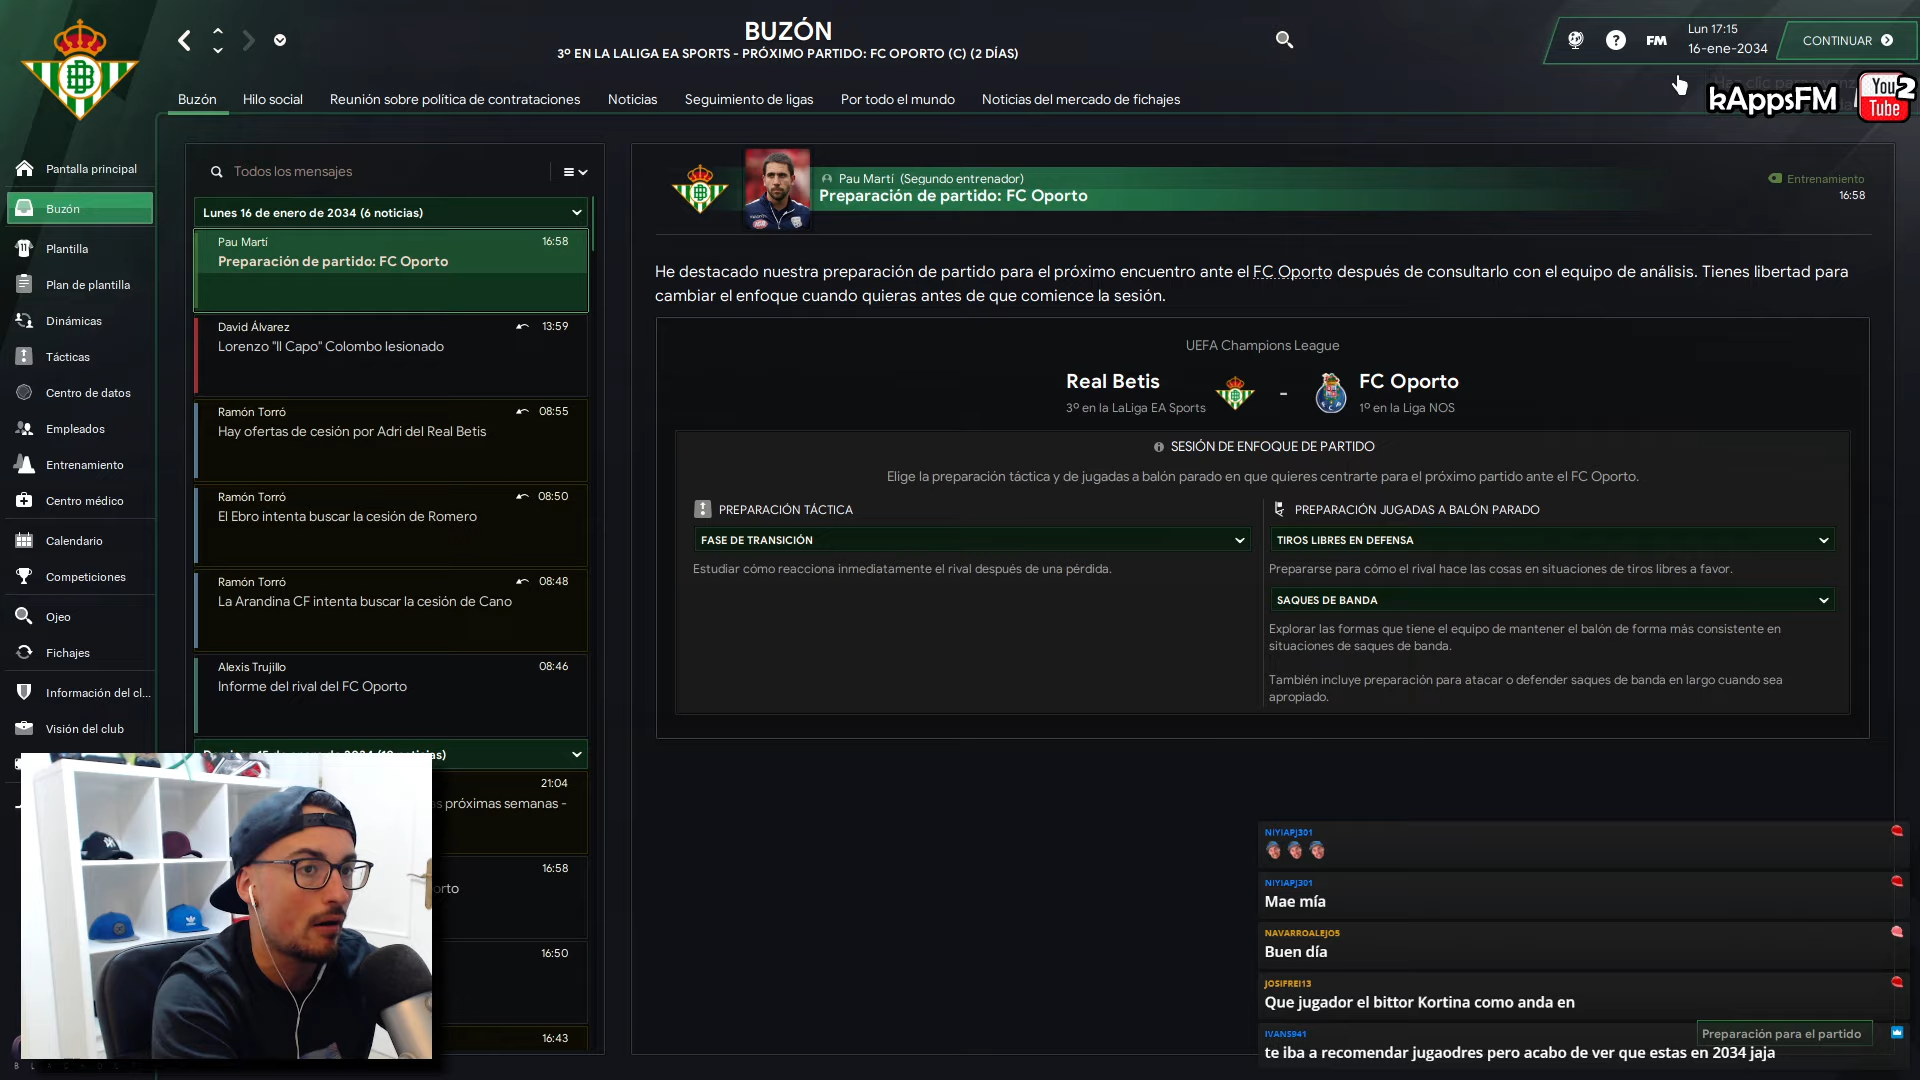 BUZÓN
3º EN LA LALIGA EA SPORTS - PRÓXIMO PARTIDO: FC OPORTO (C) (2 DÍAS)
FM
Lun 17:15
16-ene-2034
CONTINUAR
kAppsFM
You2
Tube
Buzón
Hilo social
Reunión sobre política de contrataciones
Noticias
Seguimiento de ligas
Por todo el mundo
Noticias del mercado de fichajes
Pantalla principal
Buzón
Plantilla
Plan de plantilla
Dinámicas
Tácticas
Centro de datos
Empleados
Entrenamiento
Centro médico
Calendario
Competiciones
Ojeo
Fichajes
Información del cl...
Visión del club
Todos los mensajes
Lunes 16 de enero de 2034 (6 noticias)
Pau Martí 16:58
Preparación de partido: FC Oporto
David Álvarez 13:59
Lorenzo "Il Capo" Colombo lesionado
Ramón Torró 08:55
Hay ofertas de cesión por Adri del Real Betis
Ramón Torró 08:50
El Ebro intenta buscar la cesión de Romero
Ramón Torró 08:48
La Arandina CF intenta buscar la cesión de Cano
Alexis Trujillo 08:46
Informe del rival del FC Oporto
21:04
próximas semanas -
16:58
orto
16:50
16:43
Pau Martí (Segundo entrenador)
Preparación de partido: FC Oporto
Entrenamiento
16:58
He destacado nuestra preparación de partido para el próximo encuentro ante el FC Oporto después de consultarlo con el equipo de análisis. Tienes libertad para
cambiar el enfoque cuando quieras antes de que comience la sesión.
UEFA Champions League
Real Betis - FC Oporto
3º en la LaLiga EA Sports 1º en la Liga NOS
SESIÓN DE ENFOQUE DE PARTIDO
Elige la preparación táctica y de jugadas a balón parado en que quieres centrarte para el próximo partido ante el FC Oporto.
PREPARACIÓN TÁCTICA
FASE DE TRANSICIÓN
Estudiar cómo reacciona inmediatamente el rival después de una pérdida.
PREPARACIÓN JUGADAS A BALÓN PARADO
TIROS LIBRES EN DEFENSA
Prepararse para cómo el rival hace las cosas en situaciones de tiros libres a favor.
SAQUES DE BANDA
Explorar las formas que tiene el equipo de mantener el balón de forma más consistente en
situaciones de saques de banda.
También incluye preparación para atacar o defender saques de banda en largo cuando sea
apropiado.
NIYIAPJ301
NIYIAPJ301
Mae mía
NAVARROALEJO5
Buen día
JOSIFREI13
Que jugador el bittor Kortina como anda en
IVANS941
te iba a recomendar jugaodres pero acabo de ver que estas en 2034 jaja
Preparación para el partido